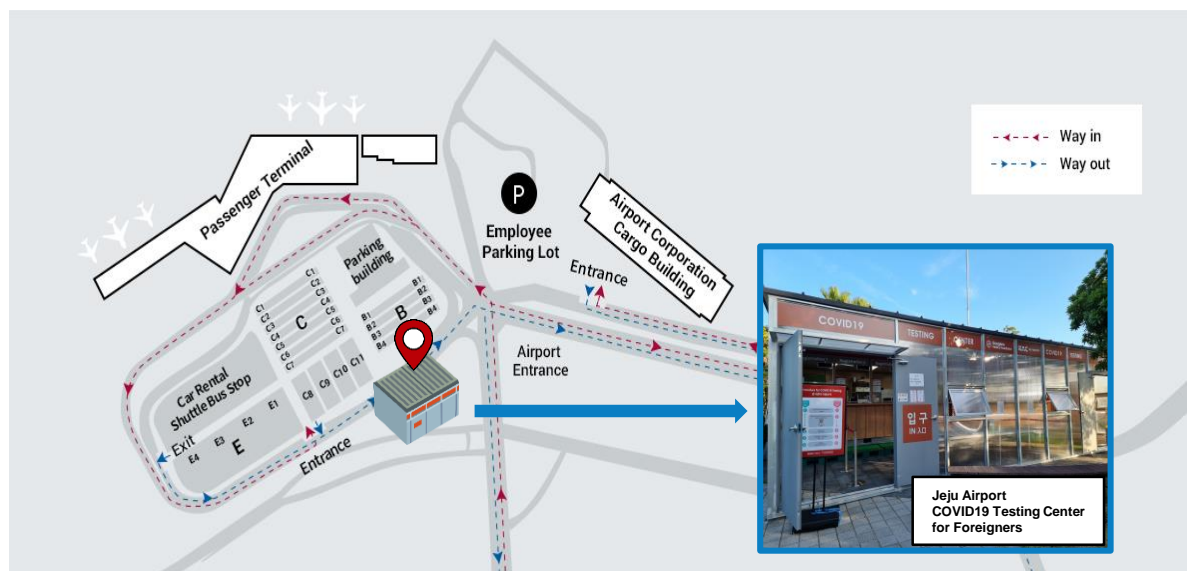 Way in
Way out
Passenger Terminal
P
Employee
Parking Lot
Airport Corporation
Cargo Building
Entrance
Parking
building
C1
C1
C2
C2
C3
C3
C4
C4
C5
C5
C6
C6
C7
C7
C
B1
B1
B2
B2
B3
B3
B4
B4
B
Airport
Entrance
Car Rental
Shuttle Bus Stop
C8
C9
C10
C11
Exit
E4
E3
E2
E1
E
Entrance
COVID19
TESTING
CENTER
COVID19
TESTING
입구
IN 入口
Jeju Airport
COVID19 Testing Center
for Foreigners